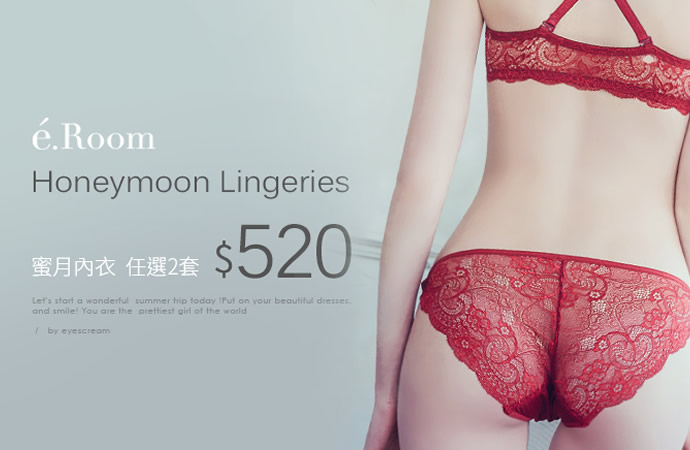 é.Room
Honeymoon Lingeries
蜜月內衣 任選2套 $520
Let's start a wonderful summer trip today !Put on your beautiful dresses,
and smile! You are the prettiest girl of the world
/ by eyescream